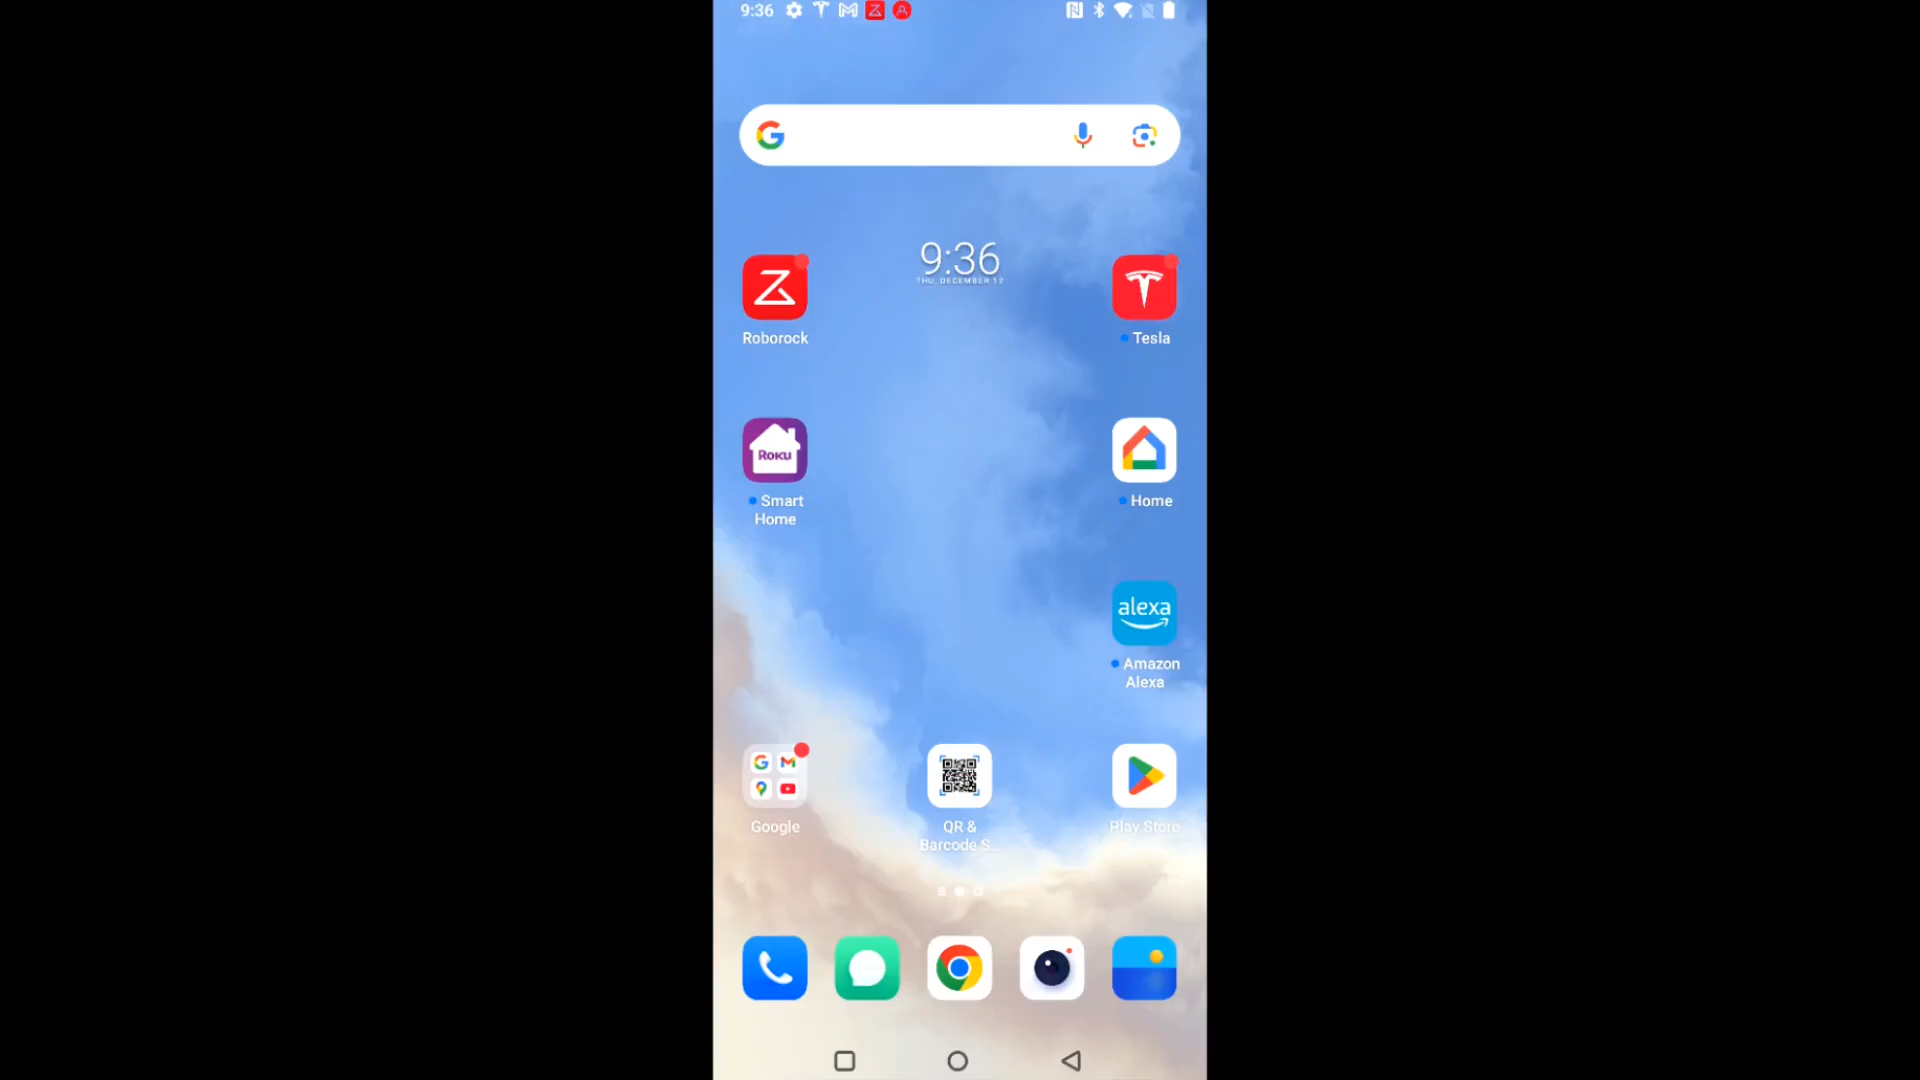 9:36
9:36
THU, DECEMBER 12
Roborock
Tesla
Roku
Smart
Home
Home
alexa
Amazon
Alexa
Google
QR &
Barcode S...
Play Store